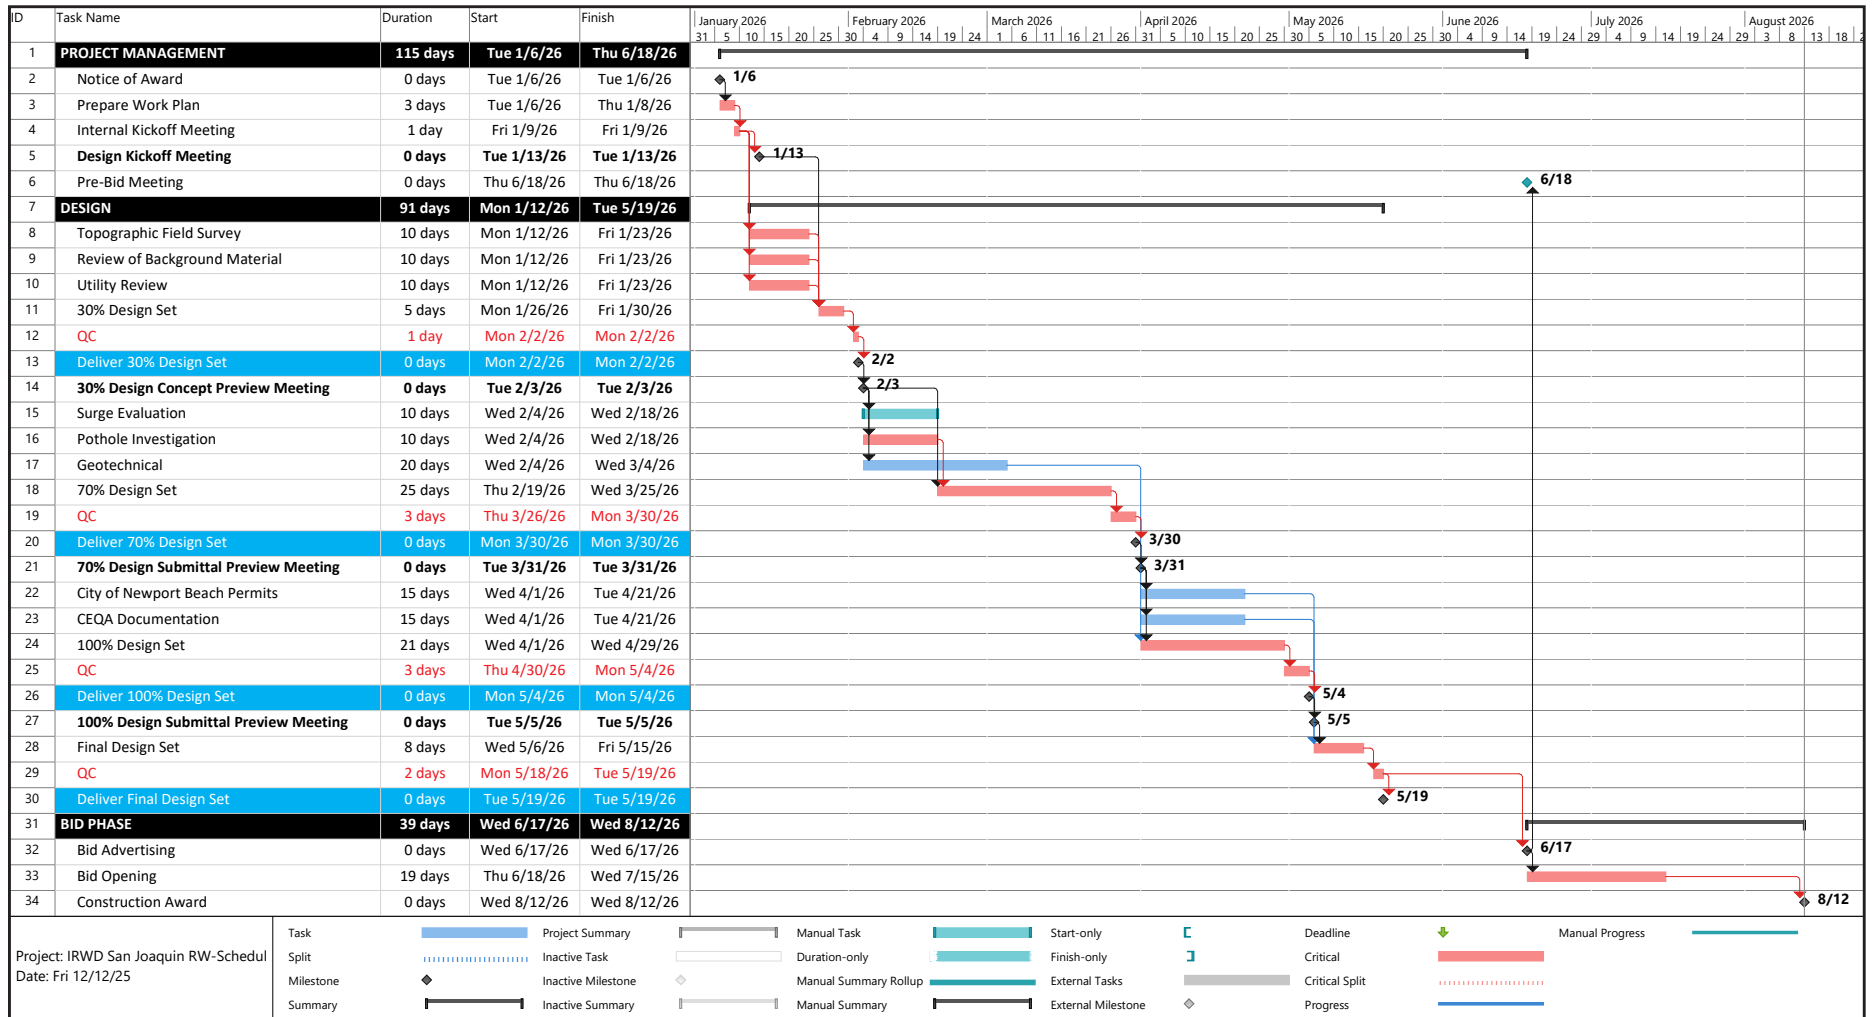 ID Task Name Duration Start Finish January 2026 February 2026 March 2026 April 2026 May 2026 June 2026 July 2026 August 2026
31 5 10 15 20 25 30 4 9 14 19 24 1 6 11 16 21 26 31 5 10 15 20 25 30 5 10 15 20 25 30 4 9 14 19 24 29 4 9 14 19 24 29 3 8 13 18
1 PROJECT MANAGEMENT 115 days Tue 1/6/26 Thu 6/18/26
2 Notice of Award 0 days Tue 1/6/26 Tue 1/6/26 1/6
3 Prepare Work Plan 3 days Tue 1/6/26 Thu 1/8/26
4 Internal Kickoff Meeting 1 day Fri 1/9/26 Fri 1/9/26
5 Design Kickoff Meeting 0 days Tue 1/13/26 Tue 1/13/26 1/13
6 Pre-Bid Meeting 0 days Thu 6/18/26 Thu 6/18/26 6/18
7 DESIGN 91 days Mon 1/12/26 Tue 5/19/26
8 Topographic Field Survey 10 days Mon 1/12/26 Fri 1/23/26
9 Review of Background Material 10 days Mon 1/12/26 Fri 1/23/26
10 Utility Review 10 days Mon 1/12/26 Fri 1/23/26
11 30% Design Set 5 days Mon 1/26/26 Fri 1/30/26
12 QC 1 day Mon 2/2/26 Mon 2/2/26
13 Deliver 30% Design Set 0 days Mon 2/2/26 Mon 2/2/26 2/2
14 30% Design Concept Preview Meeting 0 days Tue 2/3/26 Tue 2/3/26 2/3
15 Surge Evaluation 10 days Wed 2/4/26 Wed 2/18/26
16 Pothole Investigation 10 days Wed 2/4/26 Wed 2/18/26
17 Geotechnical 20 days Wed 2/4/26 Wed 3/4/26
18 70% Design Set 25 days Thu 2/19/26 Wed 3/25/26
19 QC 3 days Thu 3/26/26 Mon 3/30/26
20 Deliver 70% Design Set 0 days Mon 3/30/26 Mon 3/30/26 3/30
21 70% Design Submittal Preview Meeting 0 days Tue 3/31/26 Tue 3/31/26 3/31
22 City of Newport Beach Permits 15 days Wed 4/1/26 Tue 4/21/26
23 CEQA Documentation 15 days Wed 4/1/26 Tue 4/21/26
24 100% Design Set 21 days Wed 4/1/26 Wed 4/29/26
25 QC 3 days Thu 4/30/26 Mon 5/4/26
26 Deliver 100% Design Set 0 days Mon 5/4/26 Mon 5/4/26 5/4
27 100% Design Submittal Preview Meeting 0 days Tue 5/5/26 Tue 5/5/26 5/5
28 Final Design Set 8 days Wed 5/6/26 Fri 5/15/26
29 QC 2 days Mon 5/18/26 Tue 5/19/26
30 Deliver Final Design Set 0 days Tue 5/19/26 Tue 5/19/26 5/19
31 BID PHASE 39 days Wed 6/17/26 Wed 8/12/26
32 Bid Advertising 0 days Wed 6/17/26 Wed 6/17/26 6/17
33 Bid Opening 19 days Thu 6/18/26 Wed 7/15/26
34 Construction Award 0 days Wed 8/12/26 Wed 8/12/26 8/12
Project: IRWD San Joaquin RW-Schedul
Date: Fri 12/12/25
Task Project Summary Manual Task Start-only Deadline Manual Progress
Split Inactive Task Duration-only Finish-only Critical
Milestone Inactive Milestone Manual Summary Rollup External Tasks Critical Split
Summary Inactive Summary Manual Summary External Milestone Progress